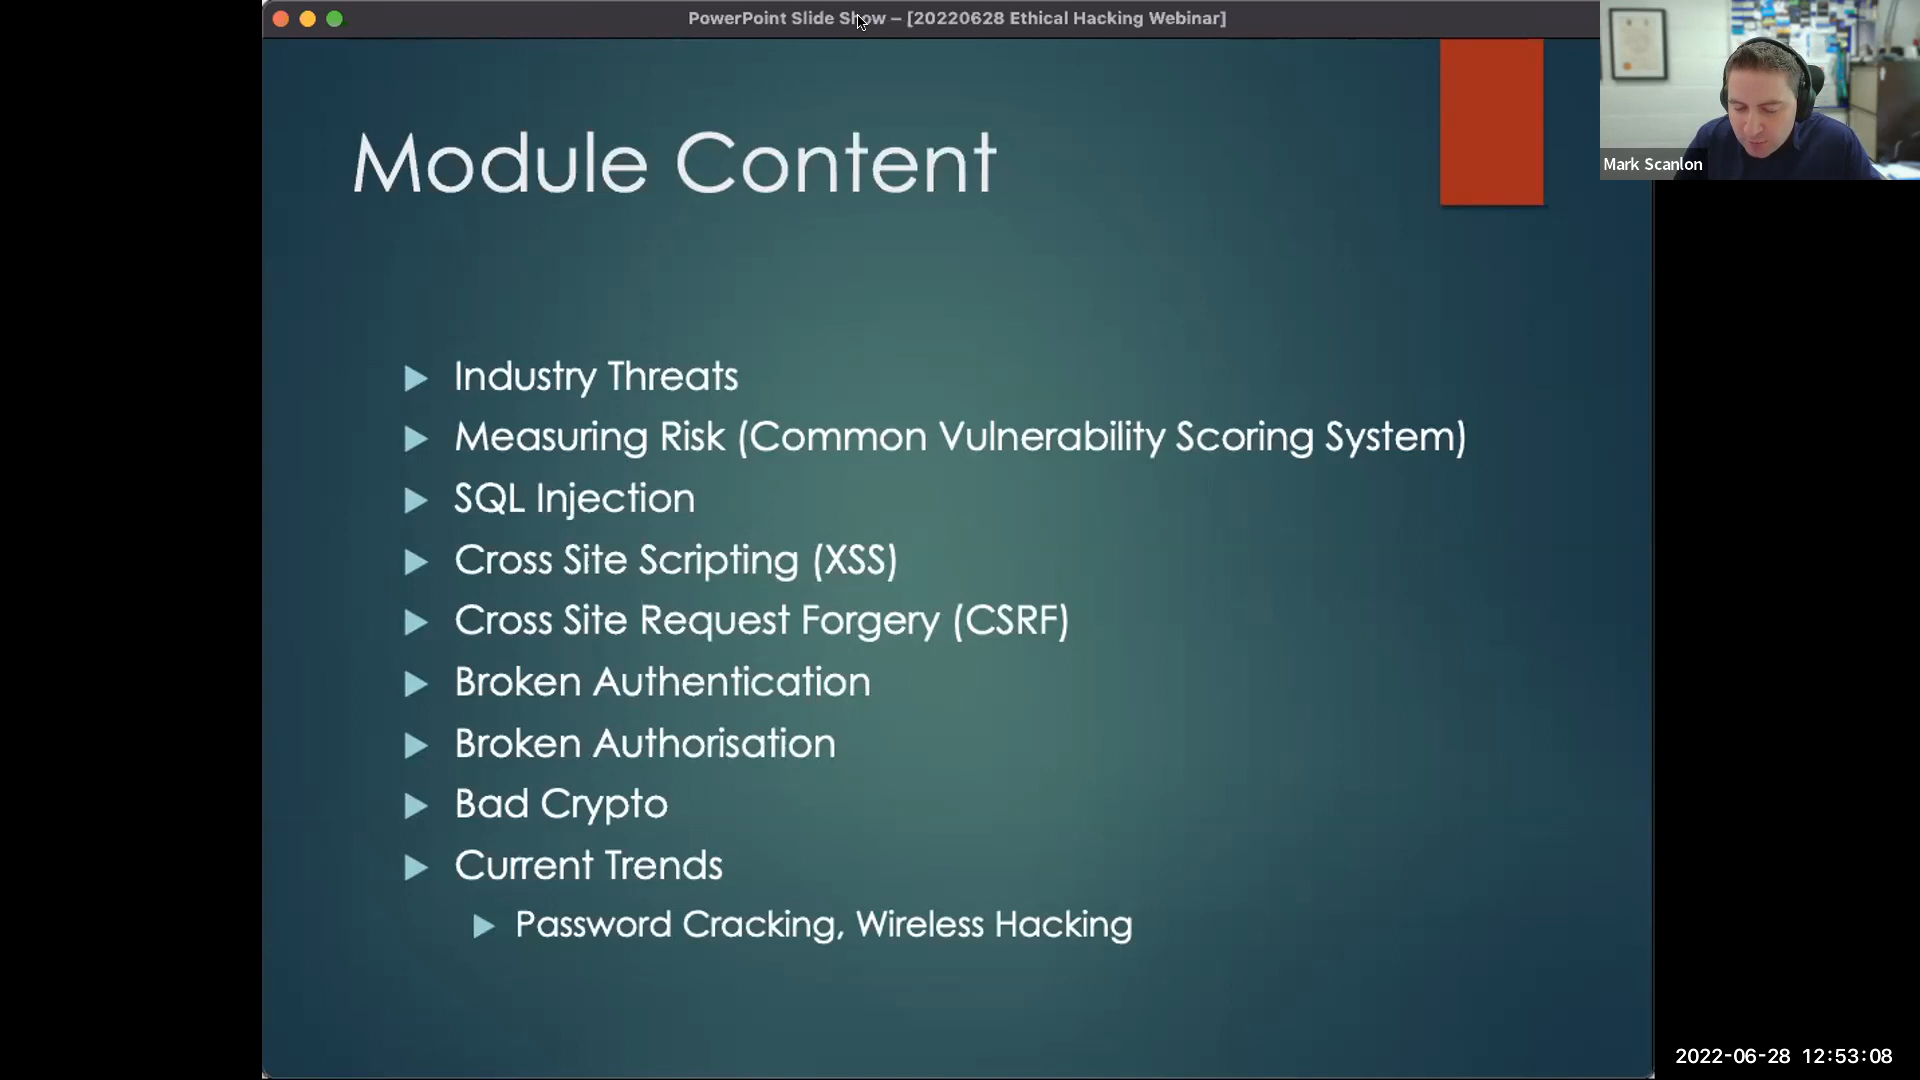 PowerPoint Slide Show – [20220628 Ethical Hacking Webinar]
Mark Scanlon
Module Content
Industry Threats
Measuring Risk (Common Vulnerability Scoring System)
SQL Injection
Cross Site Scripting (XSS)
Cross Site Request Forgery (CSRF)
Broken Authentication
Broken Authorisation
Bad Crypto
Current Trends
Password Cracking, Wireless Hacking
2022-06-28 12:53:08